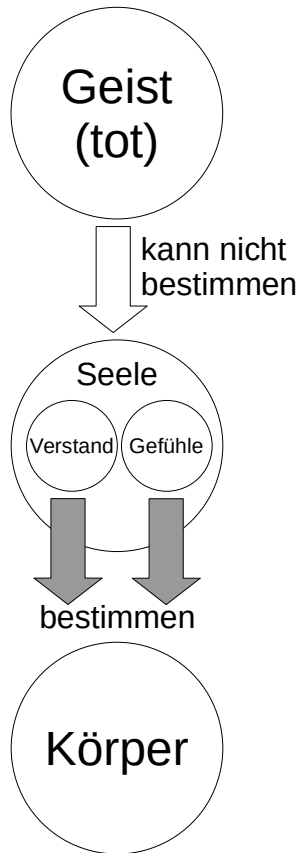 Geist
(tot)
kann nicht
bestimmen
Seele
Verstand
Gefühle
bestimmen
Körper